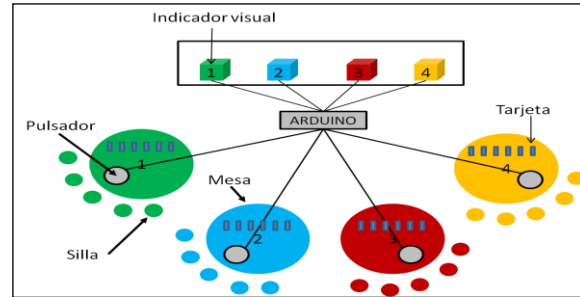 Indicador visual
1 2 3 4
ARDUINO
Tarjeta
Pulsador
1
4
Mesa
Silla
2
3